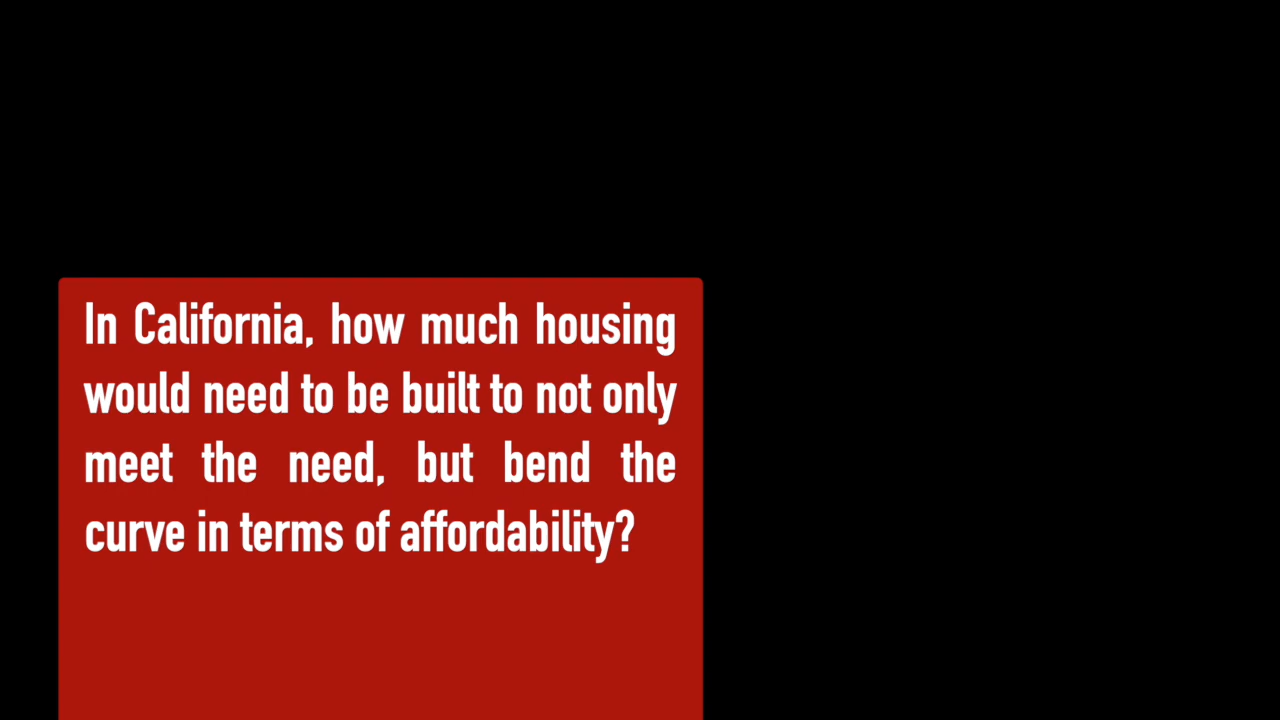 In California, how much housing
would need to be built to not only
meet the need, but bend the
curve in terms of affordability?